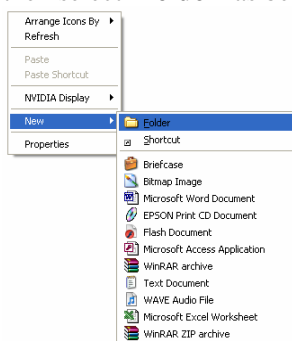 Arrange Icons By
Refresh
Paste
Paste Shortcut
NVIDIA Display
New
Properties
Folder
Shortcut
Briefcase
Bitmap Image
Microsoft Word Document
EPSON Print CD Document
Flash Document
Microsoft Access Application
WinRAR archive
Text Document
WAVE Audio File
Microsoft Excel Worksheet
WinRAR ZIP archive